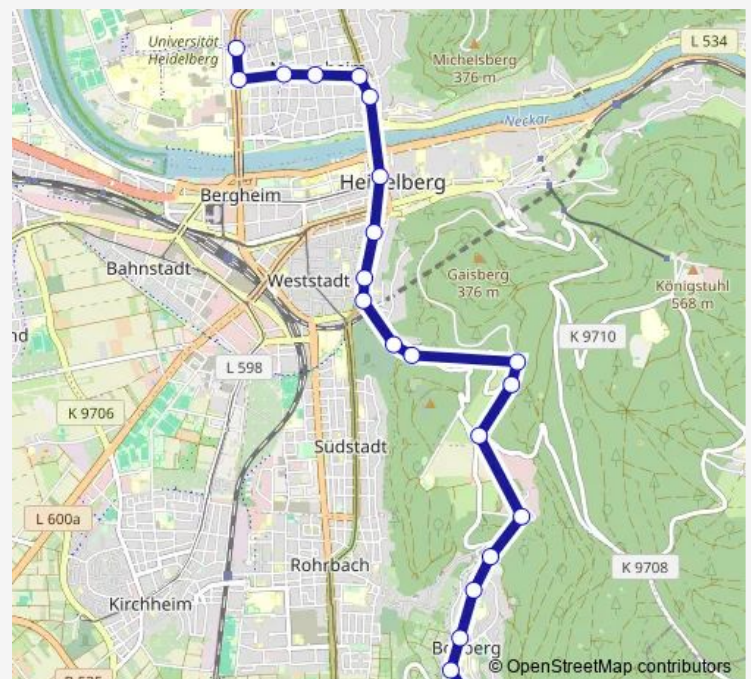 Universität
Heidelberg
Michelsberg
376 m
L 534
Neckar
Bergheim
Bahnstadt
Weststadt
Gaisberg
376 m
Königstuhl
568 m
K 9710
L 598
K 9706
Südstadt
L 600a
Rohrbach
K 9708
Kirchheim
© OpenStreetMap contributors